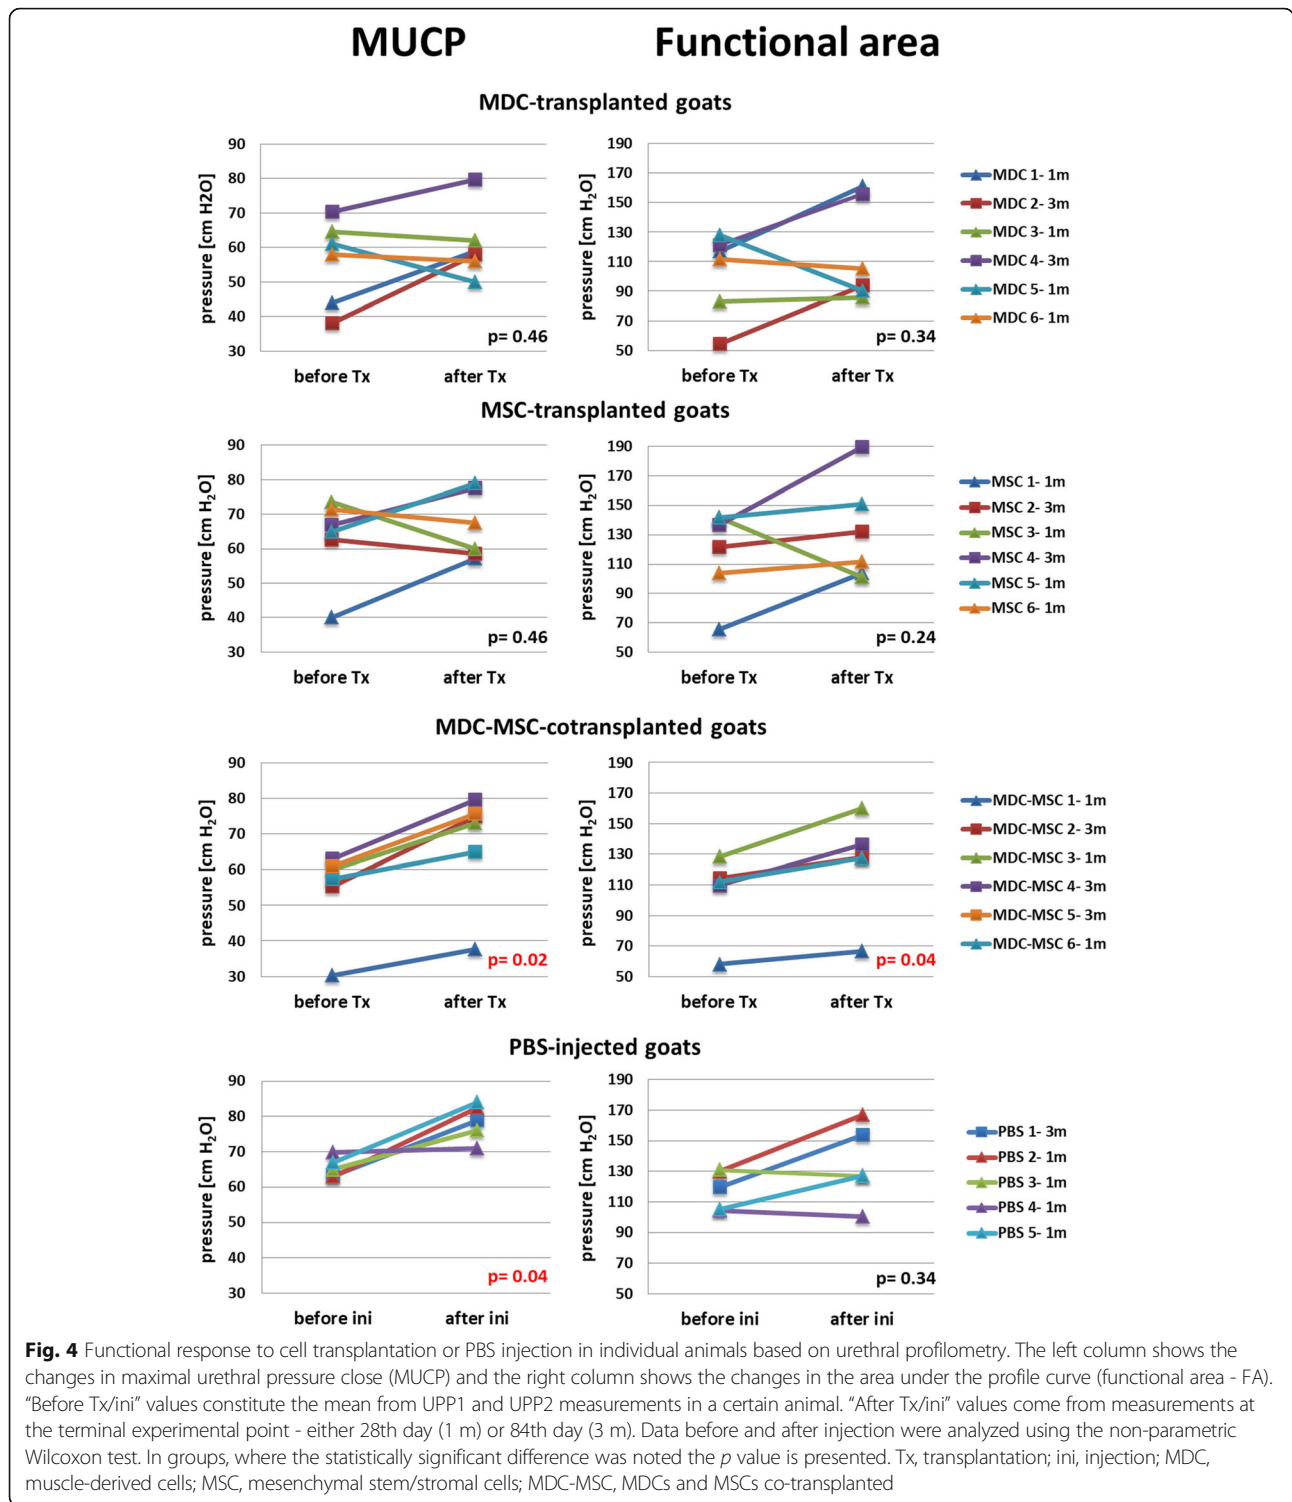 MUCP
Functional area
MDC-transplanted goats
pressure [cm H2O]
90
80
70
60
50
40
30
before Tx
after Tx
p= 0.46
pressure [cm H₂O]
190
170
150
130
110
90
70
50
before Tx
after Tx
p= 0.34
MDC 1- 1m
MDC 2- 3m
MDC 3- 1m
MDC 4- 3m
MDC 5- 1m
MDC 6- 1m
MSC-transplanted goats
pressure [cm H₂O]
90
80
70
60
50
40
30
before Tx
after Tx
p= 0.46
pressure [cm H₂O]
190
170
150
130
110
90
70
50
before Tx
after Tx
p= 0.24
MSC 1- 1m
MSC 2- 3m
MSC 3- 1m
MSC 4- 3m
MSC 5- 1m
MSC 6- 1m
MDC-MSC-cotransplanted goats
pressure [cm H₂O]
90
80
70
60
50
40
30
before Tx
after Tx
p= 0.02
pressure [cm H₂O]
190
170
150
130
110
90
70
50
before Tx
after Tx
p= 0.04
MDC-MSC 1- 1m
MDC-MSC 2- 3m
MDC-MSC 3- 1m
MDC-MSC 4- 3m
MDC-MSC 5- 3m
MDC-MSC 6- 1m
PBS-injected goats
pressure [cm H₂O]
90
80
70
60
50
40
30
before ini
after ini
p= 0.04
pressure [cm H₂O]
190
170
150
130
110
90
70
50
before ini
after ini
p= 0.34
PBS 1- 3m
PBS 2- 1m
PBS 3- 1m
PBS 4- 1m
PBS 5- 1m
Fig. 4 Functional response to cell transplantation or PBS injection in individual animals based on urethral profilometry. The left column shows the
changes in maximal urethral pressure close (MUCP) and the right column shows the changes in the area under the profile curve (functional area - FA).
“Before Tx/ini” values constitute the mean from UPP1 and UPP2 measurements in a certain animal. “After Tx/ini” values come from measurements at
the terminal experimental point - either 28th day (1 m) or 84th day (3 m). Data before and after injection were analyzed using the non-parametric
Wilcoxon test. In groups, where the statistically significant difference was noted the p value is presented. Tx, transplantation; ini, injection; MDC,
muscle-derived cells; MSC, mesenchymal stem/stromal cells; MDC-MSC, MDCs and MSCs co-transplanted